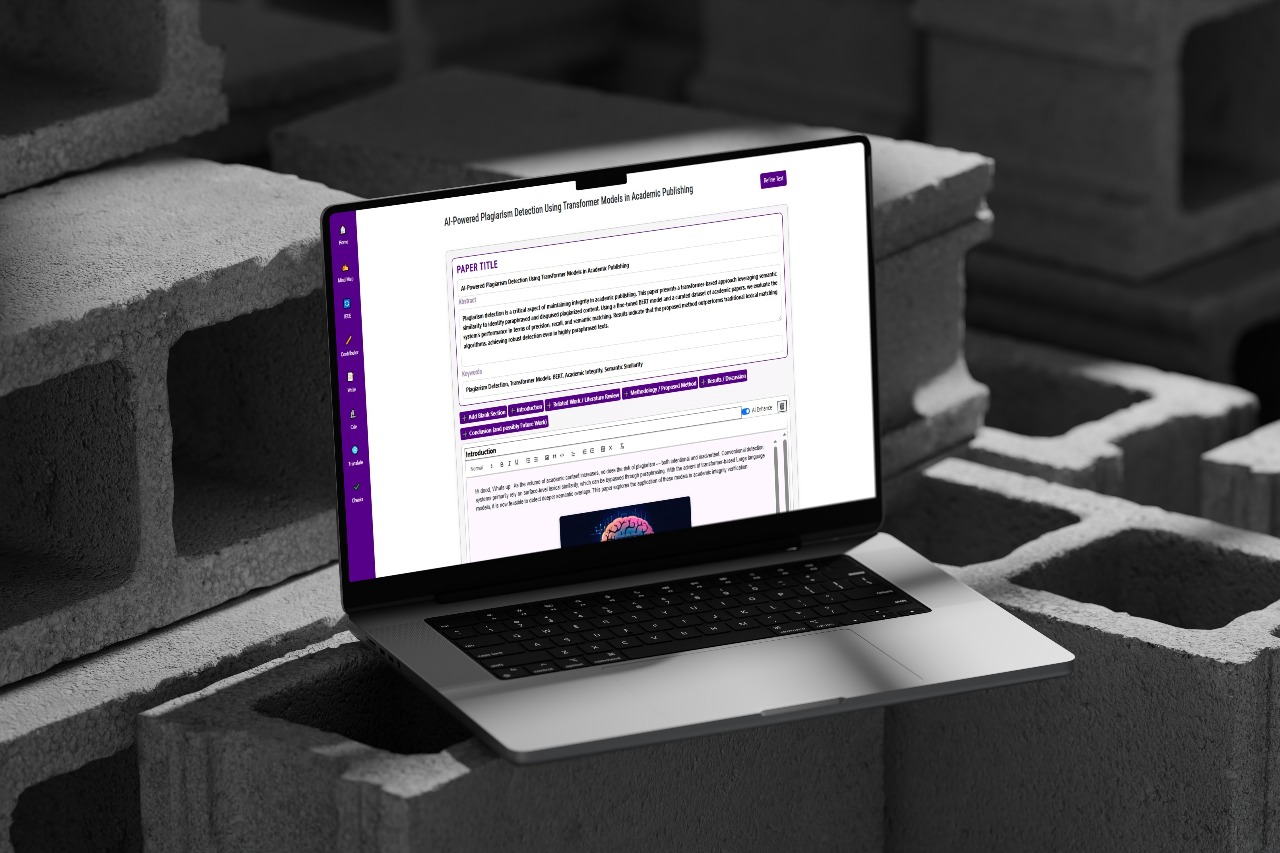 AI-Powered Plagiarism Detection Using Transformer Models in Academic Publishing
Refine Text
Home
Mind Map
IEEE
Contributor
Write
Cite
Translate
Checks
PAPER TITLE
AI-Powered Plagiarism Detection Using Transformer Models in Academic Publishing
Abstract
Plagiarism detection is a critical aspect of maintaining integrity in academic publishing. This paper presents a transformer-based approach leveraging semantic
similarity to identify paraphrased and disguised plagiarized content. Using a fine-tuned BERT model and a curated dataset of academic papers, we evaluate the
systems performance in terms of precision, recall, and semantic matching. Results indicate that the proposed method outperforms traditional lexical matching
algorithms, achieving robust detection even in highly paraphrased texts.
Keywords
Plagiarism Detection, Transformer Models, BERT, Academic Integrity, Semantic Similarity
+ Add Blank Section + Introduction + Related Work / Literature Review + Methodology / Proposed Method + Results / Discussion
+ Conclusion (and possibly Future Work)
Introduction
AI Enhance
Normal B I U
Hi dood, Whats up. As the volume of academic content increases, so does the risk of plagiarism — both intentional and inadvertent. Conventional detection
systems primarily rely on surface-level lexical similarity, which can be bypassed through paraphrasing. With the advent of transformer-based large language
models, it is now feasible to detect deeper semantic overlap. This paper explores the application of these models in academic integrity verification